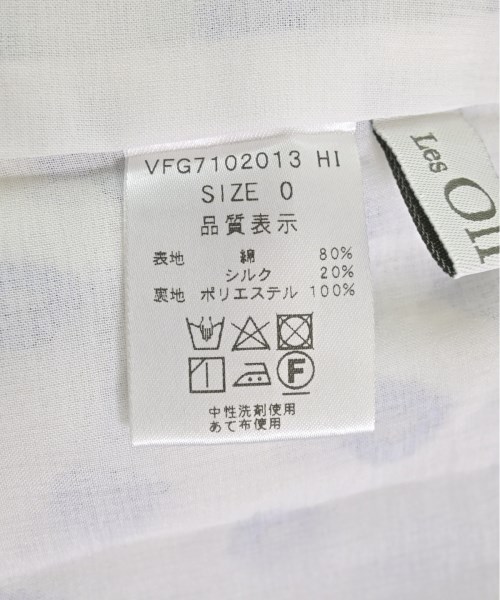 VFG7102013 HI
SIZE 0
品質表示
表地 綿 80%
シルク 20%
裏地 ポリエステル 100%
F
中性洗剤使用
あて布使用
Les